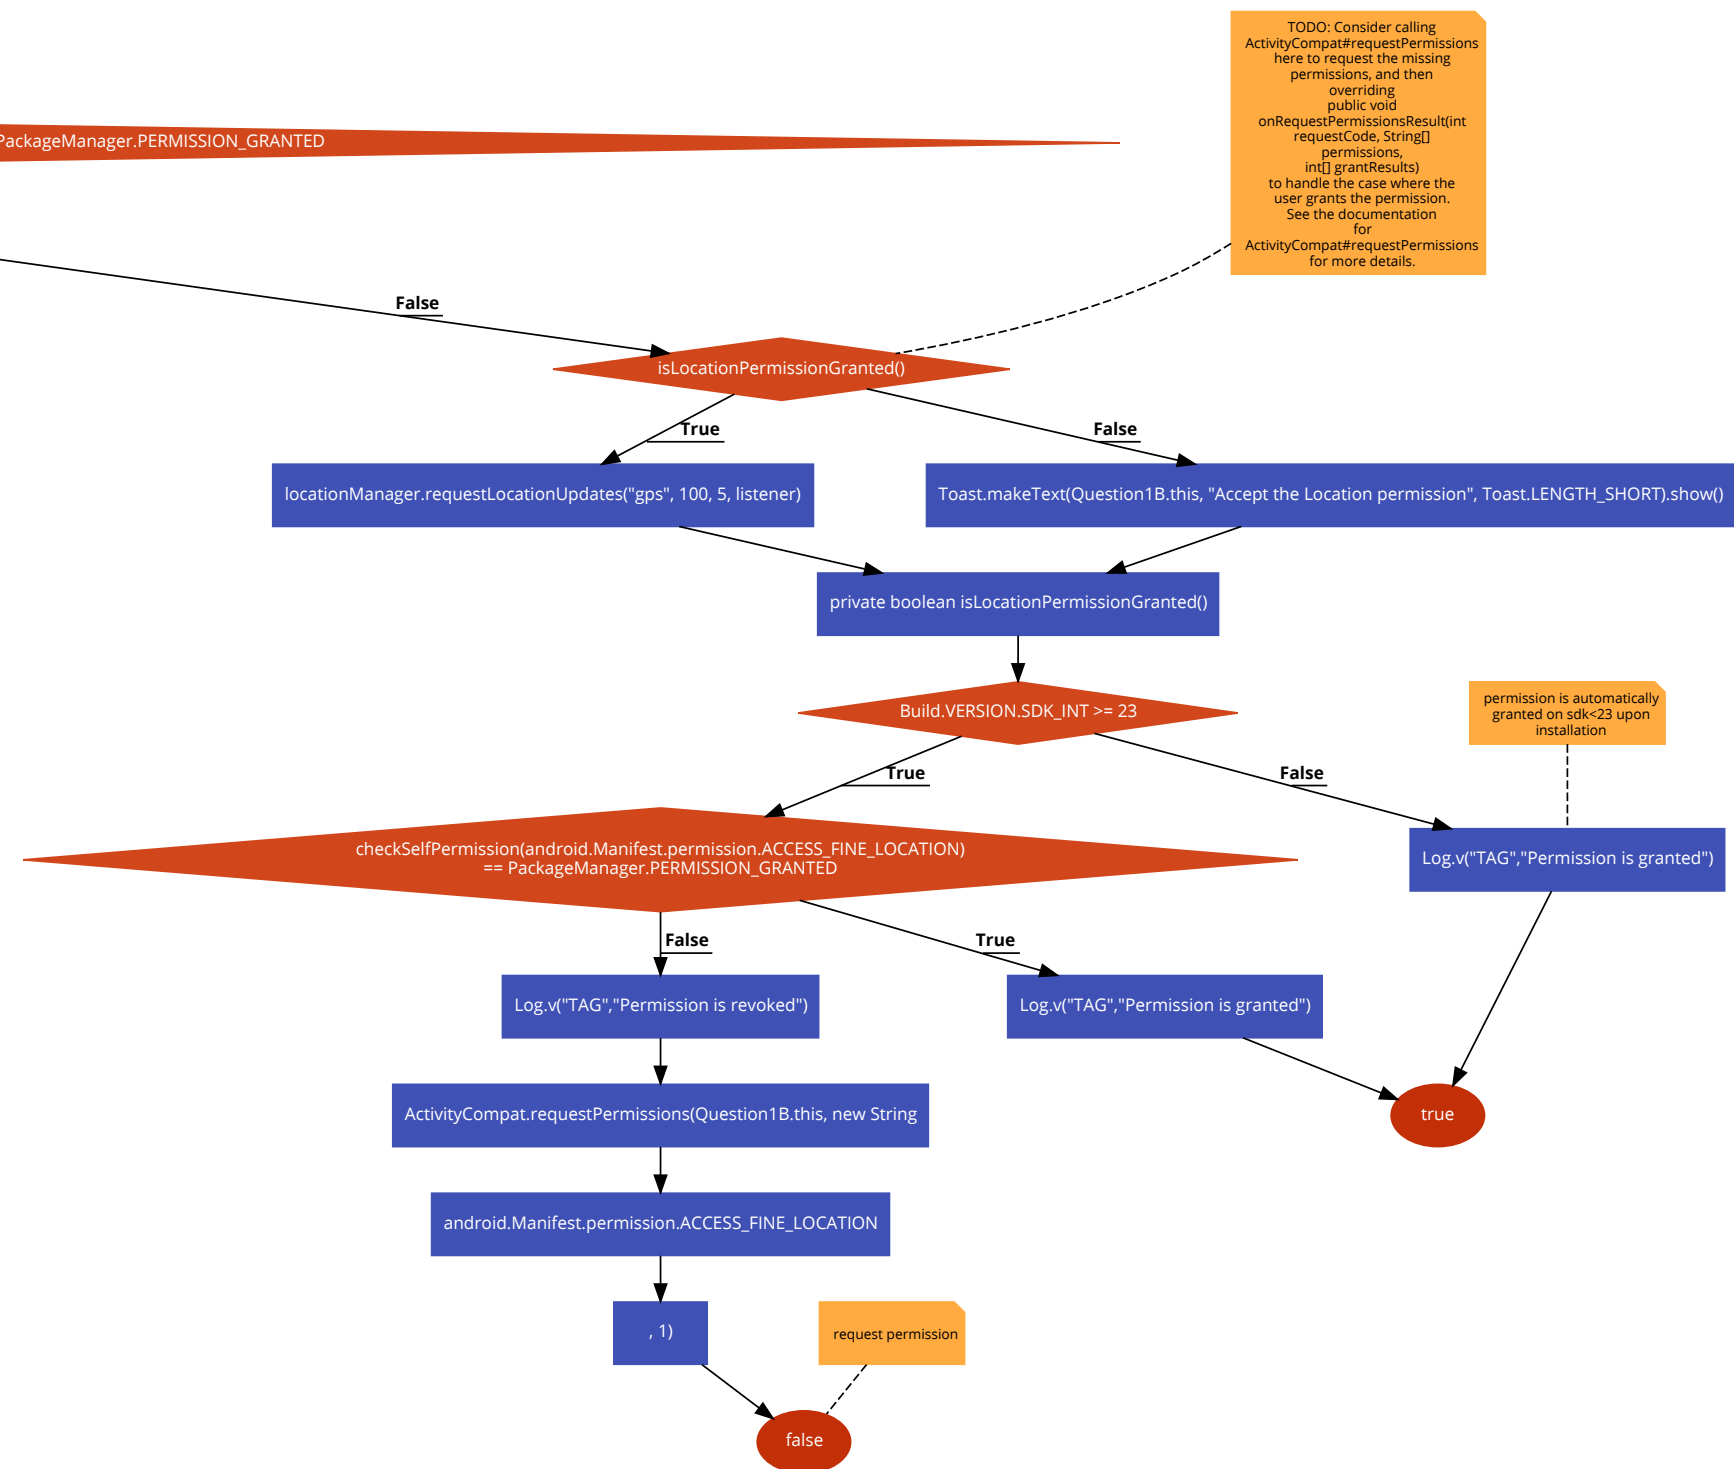 TODO: Consider calling
ActivityCompat#requestPermissions
here to request the missing
permissions, and then
overriding
public void
onRequestPermissionsResult(int
requestCode, String[]
permissions,
int[] grantResults)
to handle the case where the
user grants the permission.
See the documentation
for
ActivityCompat#requestPermissions
for more details.
PackageManager.PERMISSION_GRANTED
False
isLocationPermissionGranted()
True
False
locationManager.requestLocationUpdates("gps", 100, 5, listener)
Toast.makeText(Question1B.this, "Accept the Location permission", Toast.LENGTH_SHORT).show()
private boolean isLocationPermissionGranted()
Build.VERSION.SDK_INT >= 23
permission is automatically
granted on sdk<23 upon
installation
True
False
checkSelfPermission(android.Manifest.permission.ACCESS_FINE_LOCATION)
== PackageManager.PERMISSION_GRANTED
Log.v("TAG","Permission is granted")
False
True
Log.v("TAG","Permission is revoked")
Log.v("TAG","Permission is granted")
ActivityCompat.requestPermissions(Question1B.this, new String
true
android.Manifest.permission.ACCESS_FINE_LOCATION
, 1)
request permission
false